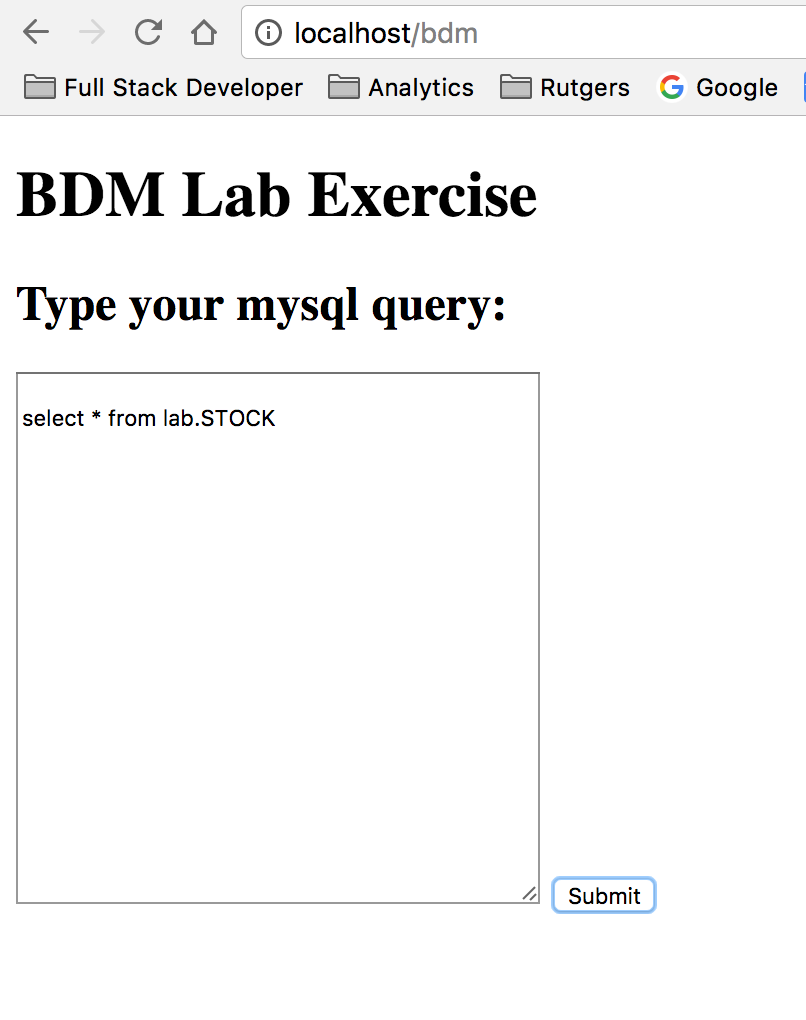 localhost/bdm
Full Stack Developer Analytics Rutgers Google
BDM Lab Exercise
Type your mysql query:
select * from lab.STOCK
Submit